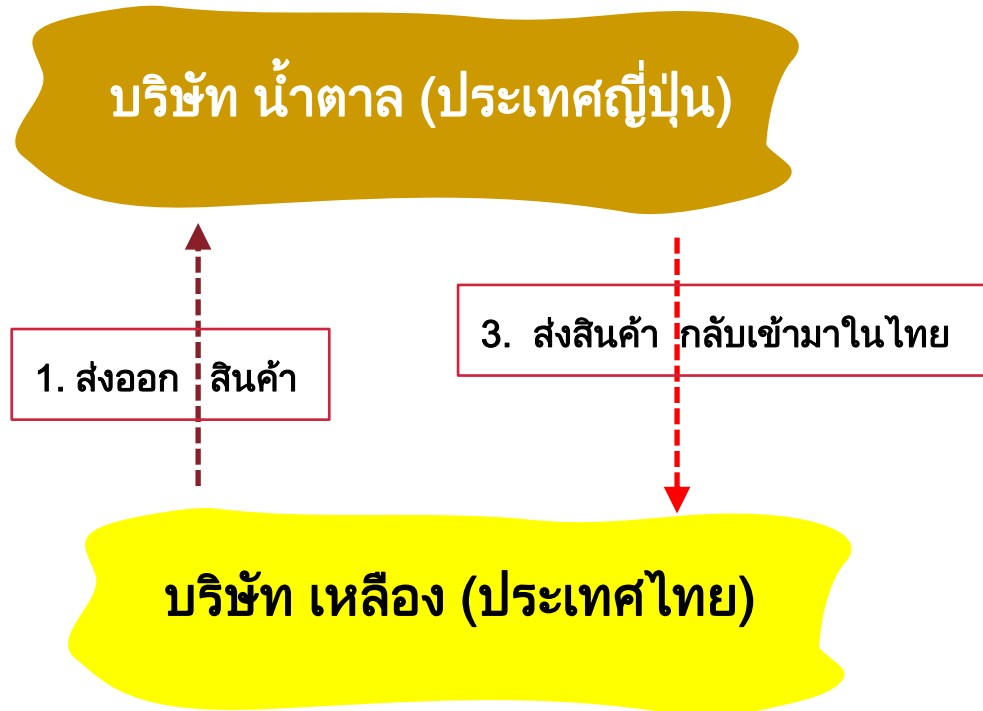 บริษัท น้ำตาล (ประเทศญี่ปุ่น)
3. ส่งสินค้า กลับเข้ามาในไทย
1. ส่งออก สินค้า
บริษัท เหลือง (ประเทศไทย)